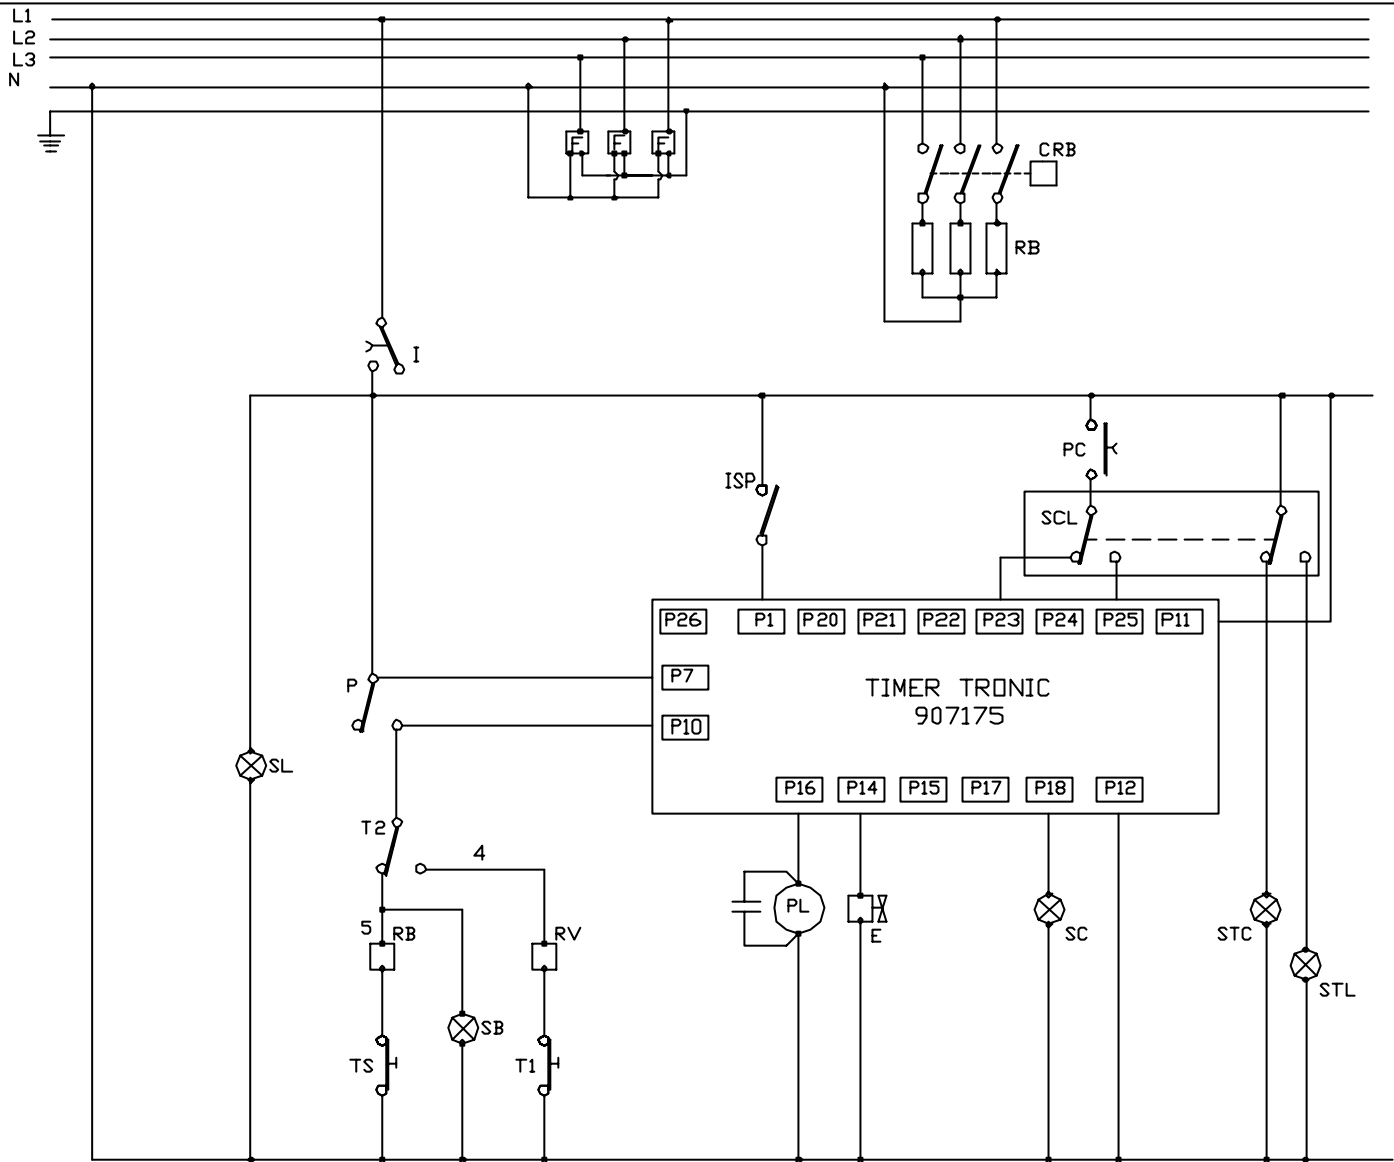 L1
L2
L3
N
F F F
CRB
RB
I
PC
ISP
SCL
P26 P1 P20 P21 P22 P23 P24 P25 P11
P P7
TIMER TRONIC
907175
P10
SL
P16 P14 P15 P17 P18 P12
T2
4
PL
5 RB RV
E SC STC
STL
SB
TS T1